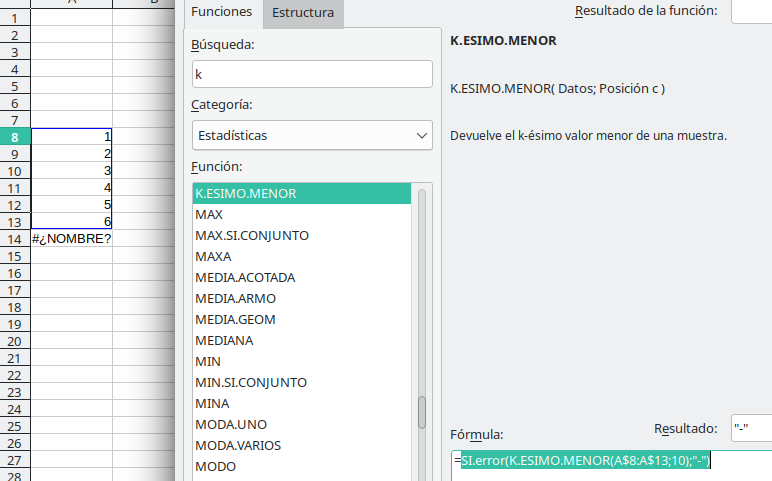 A
B
1
2
3
4
5
6
7
8 1
9 2
10 3
11 4
12 5
13 6
14 #¿NOMBRE?
15
16
17
18
19
20
21
22
23
24
25
26
27
28
Funciones Estructura
Búsqueda:
k
Categoría:
Estadísticas
Función:
K.ESIMO.MENOR
MAX
MAX.SI.CONJUNTO
MAXA
MEDIA.ACOTADA
MEDIA.ARMO
MEDIA.GEOM
MEDIANA
MIN
MIN.SI.CONJUNTO
MINA
MODA.UNO
MODA.VARIOS
MODO
Resultado de la función:
K.ESIMO.MENOR
K.ESIMO.MENOR( Datos; Posición c )
Devuelve el k-ésimo valor menor de una muestra.
Fórmula:
Resultado: "-"
=SI.error(K.ESIMO.MENOR(A$8:A$13;10);"-")